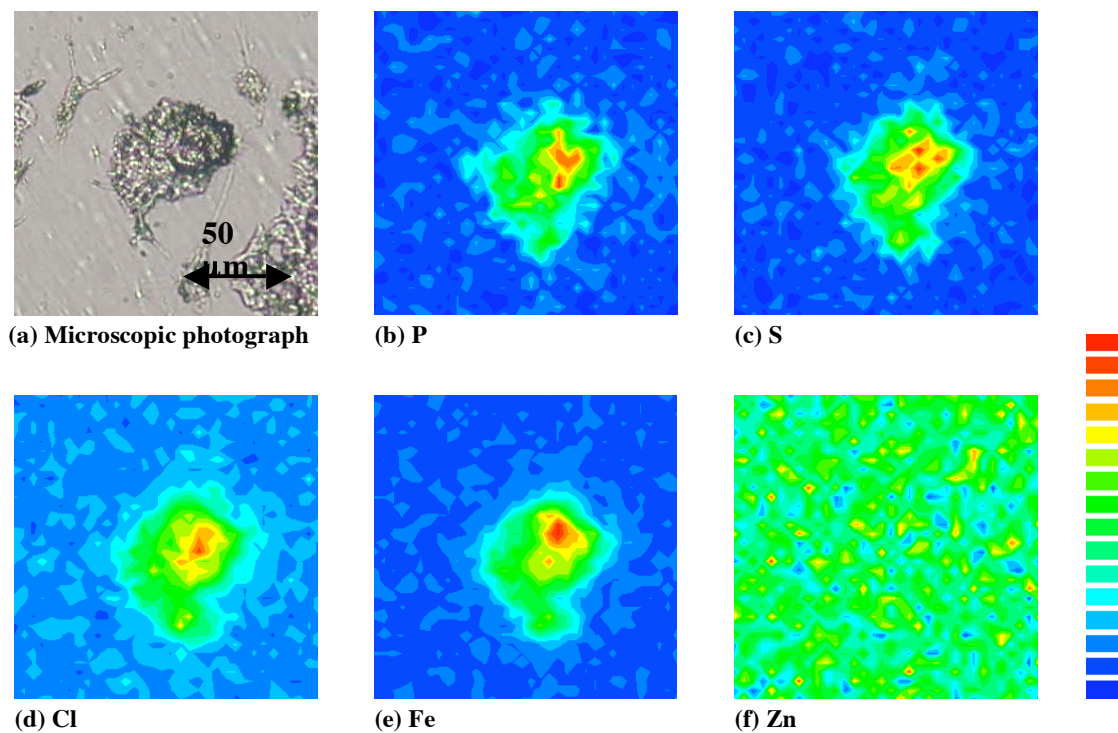 50
μm
(a) Microscopic photograph
(b) P
(c) S
(d) Cl
(e) Fe
(f) Zn